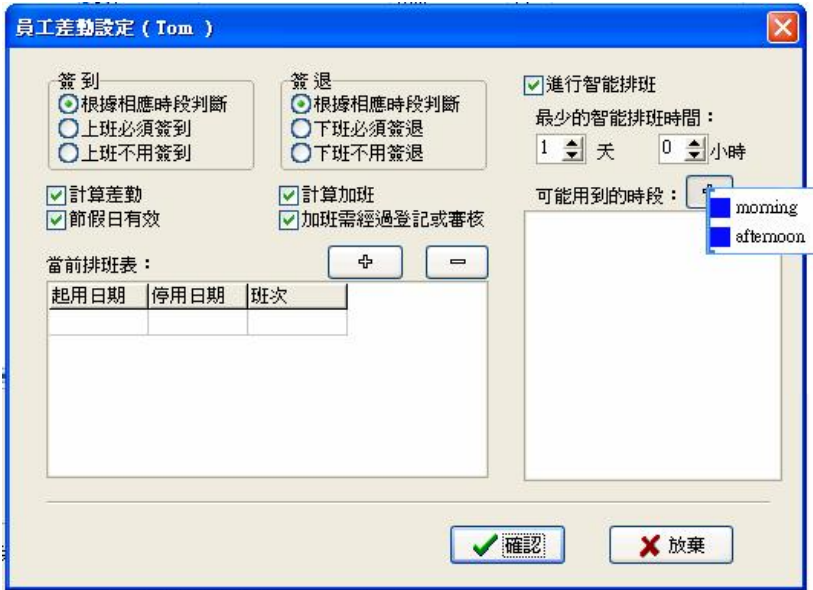 員工差勤設定 ( Tom )
簽到
根據相應時段判斷
上班必須簽到
上班不用簽到
簽退
根據相應時段判斷
下班必須簽退
下班不用簽退
進行智能排班
最少的智能排班時間：
1 天 0 小時
計算差勤
計算加班
節假日有效
加班需經過登記或審核
可能用到的時段：
morning
afternoon
當前排班表：
起用日期 停用日期 班次
確認
放棄